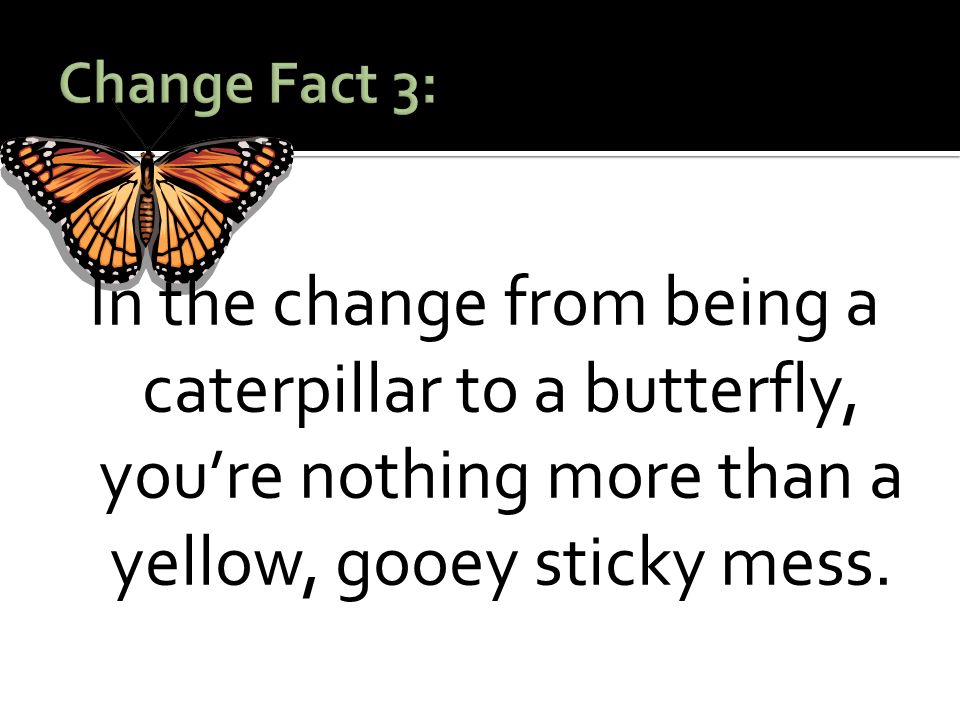 Change Fact 3:
In the change from being a
caterpillar to a butterfly,
you’re nothing more than a
yellow, gooey sticky mess.